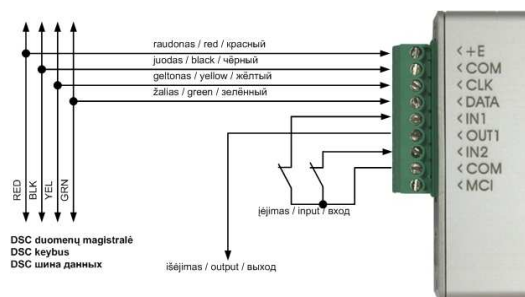 raudonas / red / красный
juodas / black / чёрный
geltonas / yellow / жёлтый
žalias / green / зелённый
< +E
< COM
< CLK
< DATA
< IN1
< OUT1
< IN2
< COM
< MCI
RED
BLK
YEL
GRN
įėjimas / input / вход
DSC duomenų magistralė
DSC keybus
DSC шина данных
išėjimas / output / выход